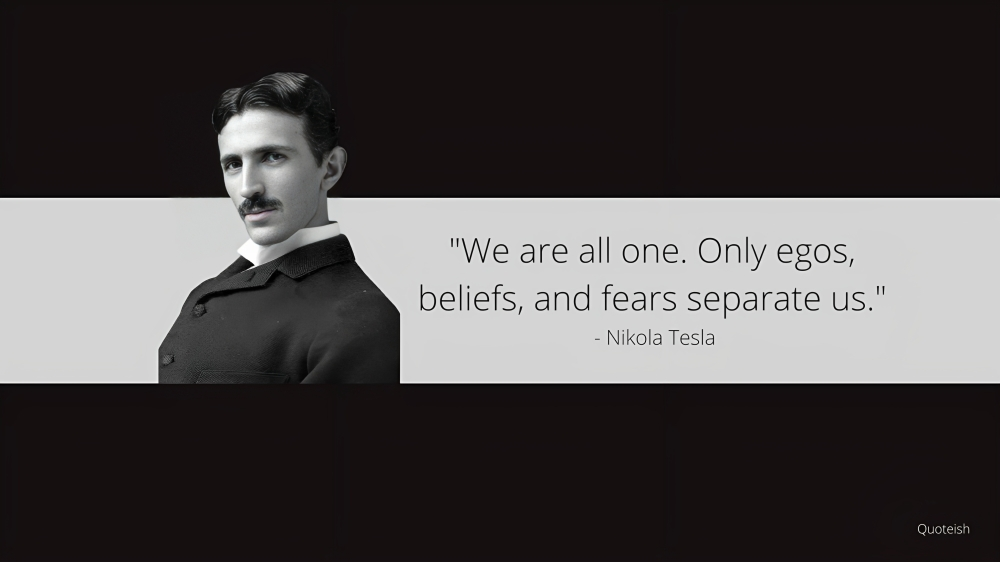 "We are all one. Only egos,
beliefs, and fears separate us."
- Nikola Tesla
Quoteish